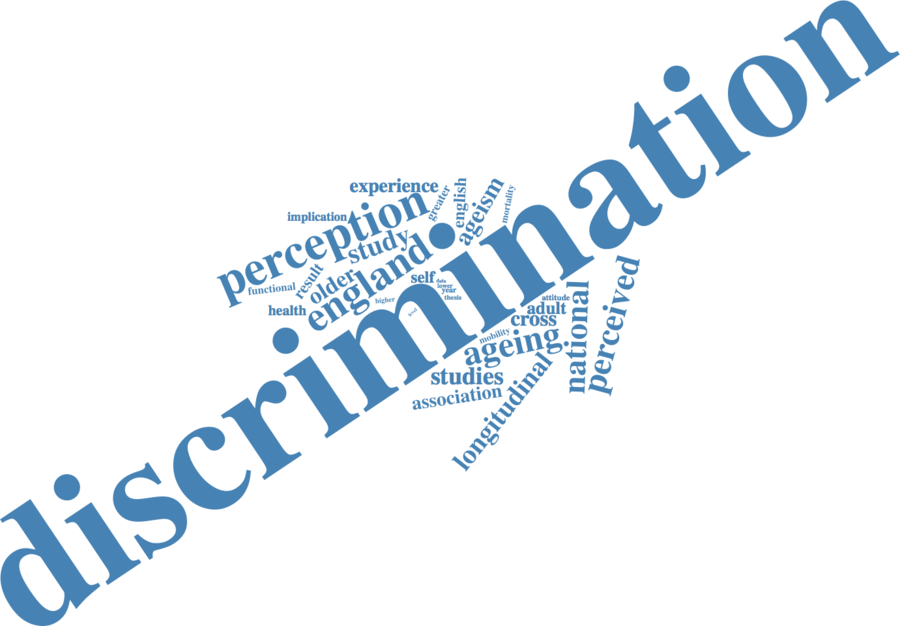 discrimination
experience
implication
perception
greater
english
ageism
mortality
study
result
functional
older
england
health
self
data
lower
year
thesis
higher
level
attitude
adult
cross
mobility
ageing
national
perceived
studies
association
longitudinal